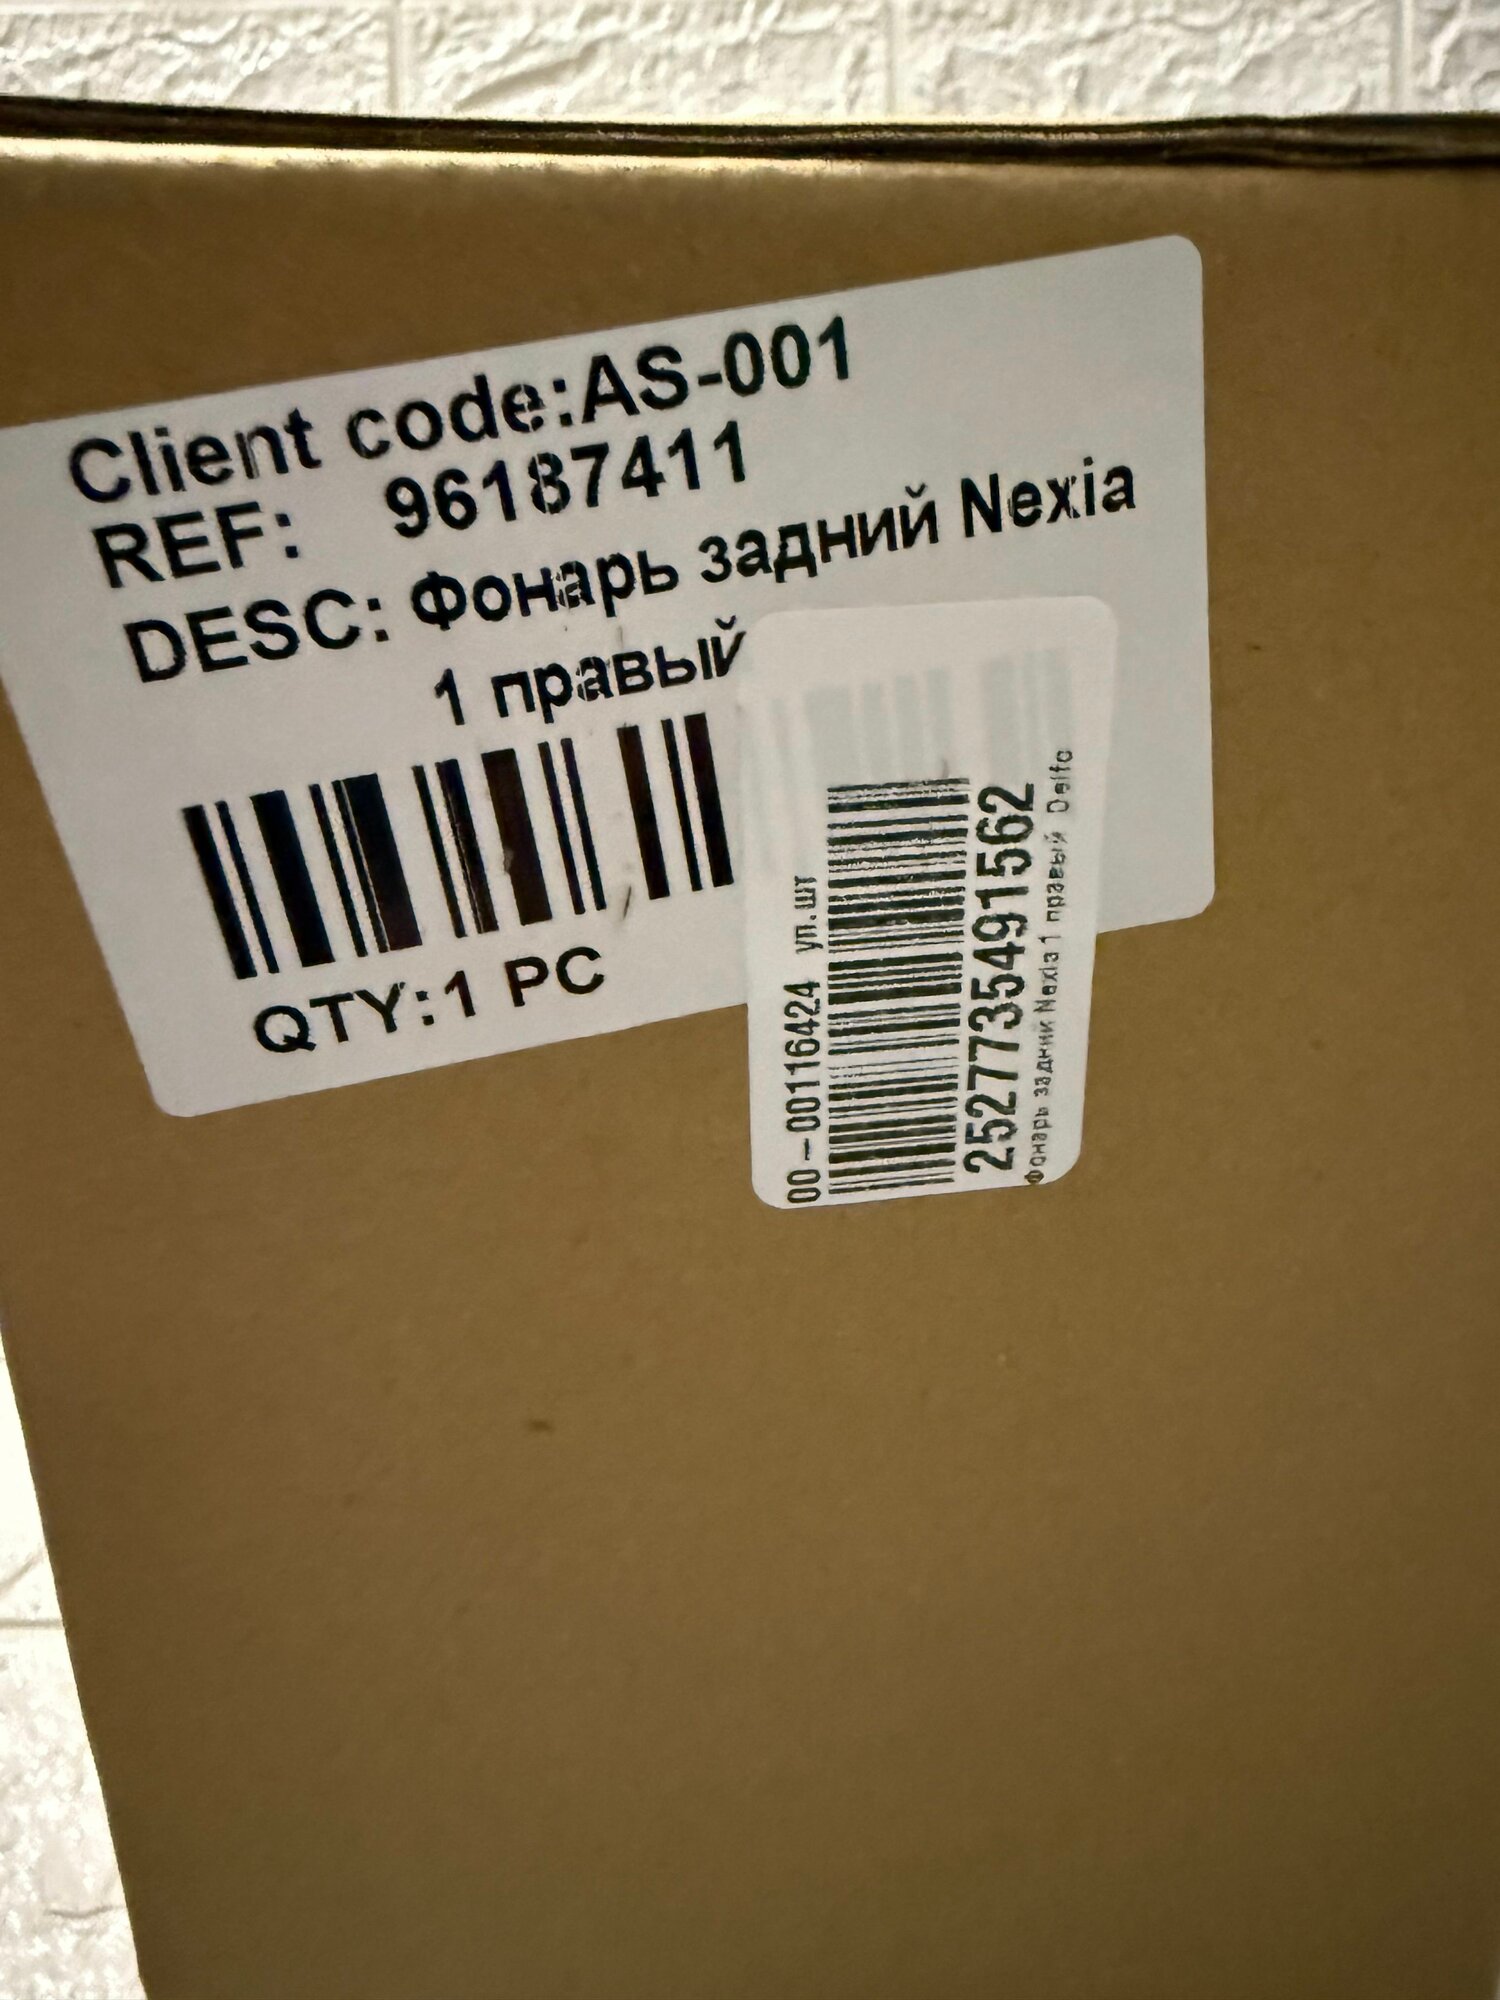 Client code:AS-001
REF: 96187411
DESC: Фонарь задний Nexia
1 правый
QTY:1 PC
00-00116424 уп.шт
2527735491562
Фонарь задний Nexia 1 правый Delfo